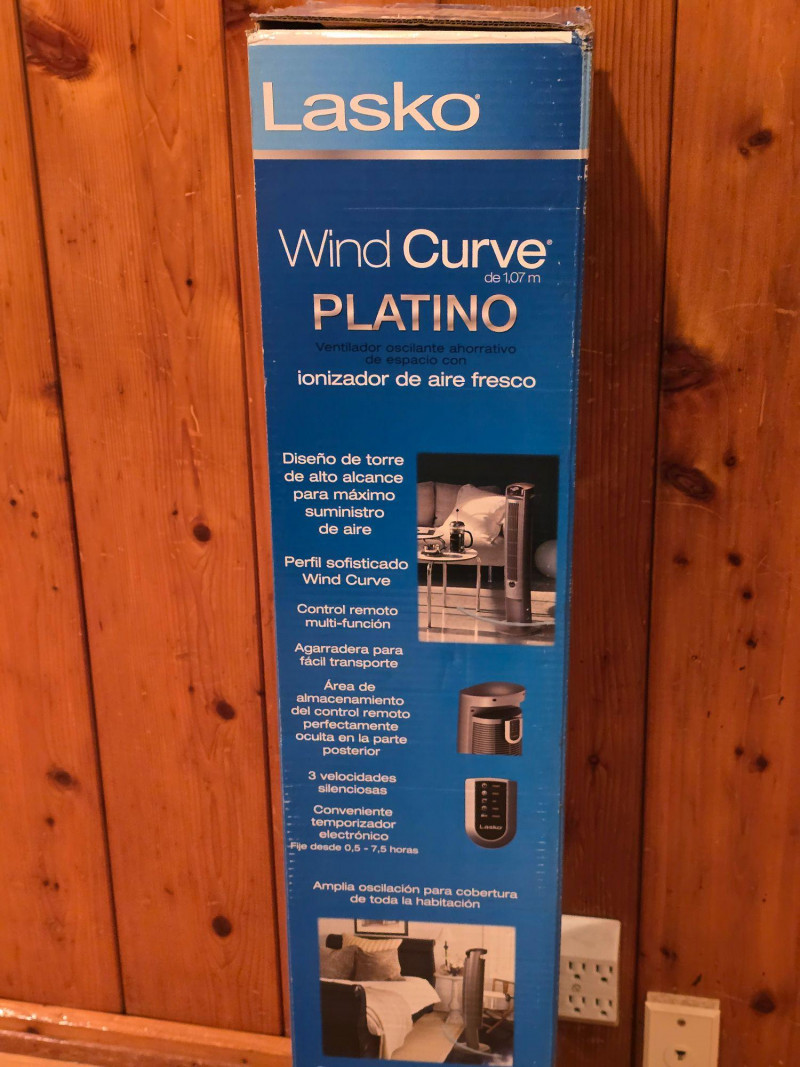 Lasko®
Wind Curve®
de 1,07 m
PLATINO
Ventilador oscilante ahorrativo
de espacio con
ionizador de aire fresco
Diseño de torre
de alto alcance
para máximo
suministro
de aire
Perfil sofisticado
Wind Curve
Control remoto
multi-función
Agarradera para
fácil transporte
Área de
almacenamiento
del control remoto
perfectamente
oculta en la parte
posterior
3 velocidades
silenciosas
Conveniente
temporizador
electrónico
Fije desde 0,5 - 7,5 horas
Lasko
Amplia oscilación para cobertura
de toda la habitación